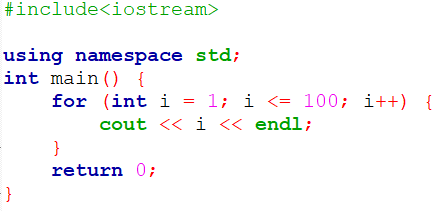 #include<iostream>

using namespace std;
int main() {
    for (int i = 1; i <= 100; i++) {
        cout << i << endl;
    }
    return 0;
}